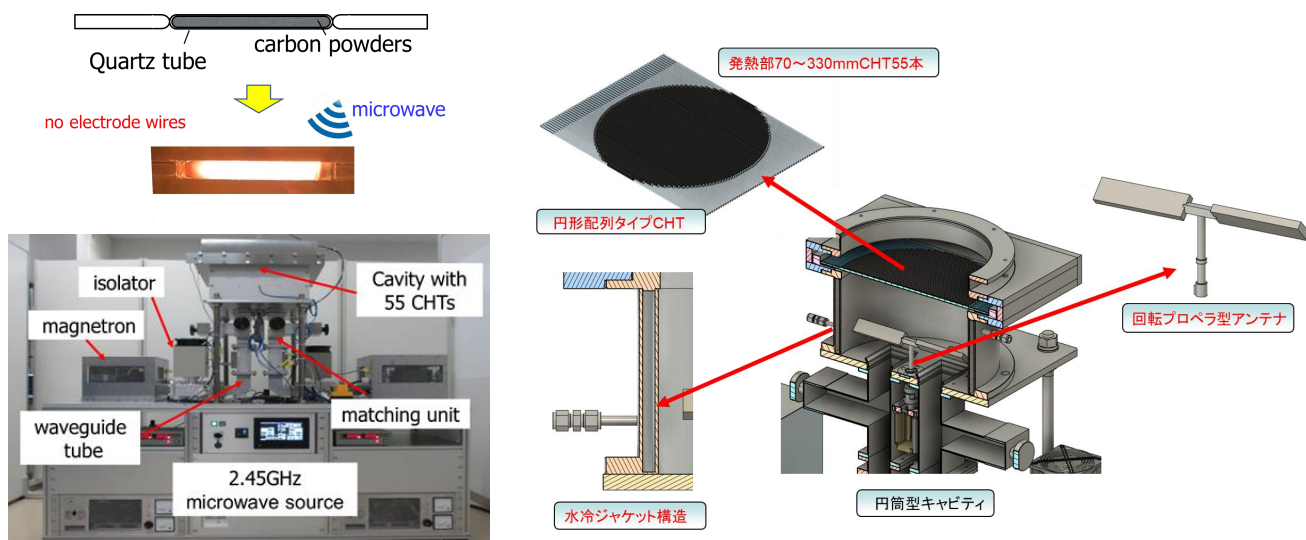 carbon powders
Quartz tube
no electrode wires
microwave
isolator
magnetron
Cavity with
55 CHTs
waveguide
tube
matching unit
2.45GHz
microwave source
発熱部70～330mmCHT55本
円形配列タイプCHT
回転プロペラ型アンテナ
水冷ジャケット構造
円筒型キャビティ